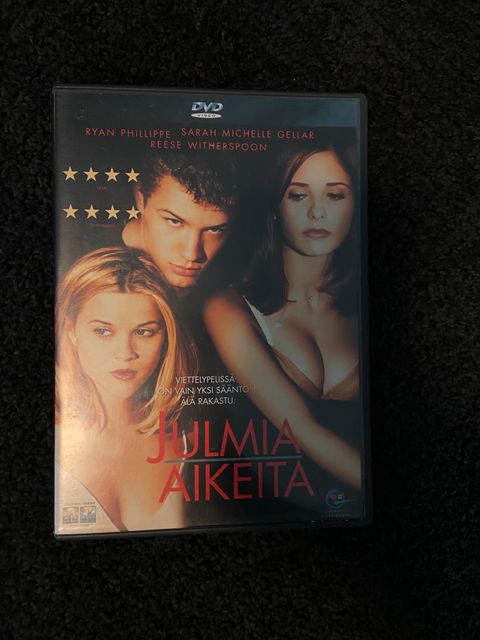 DVD
VIDEO
RYAN PHILLIPPE SARAH MICHELLE GELLAR
REESE WITHERSPOON
VIETTELYPELISSÄ
ON VAIN YKSI SÄÄNTÖ
ÄLÄ RAKASTU.
JULMIA
AIKEITA